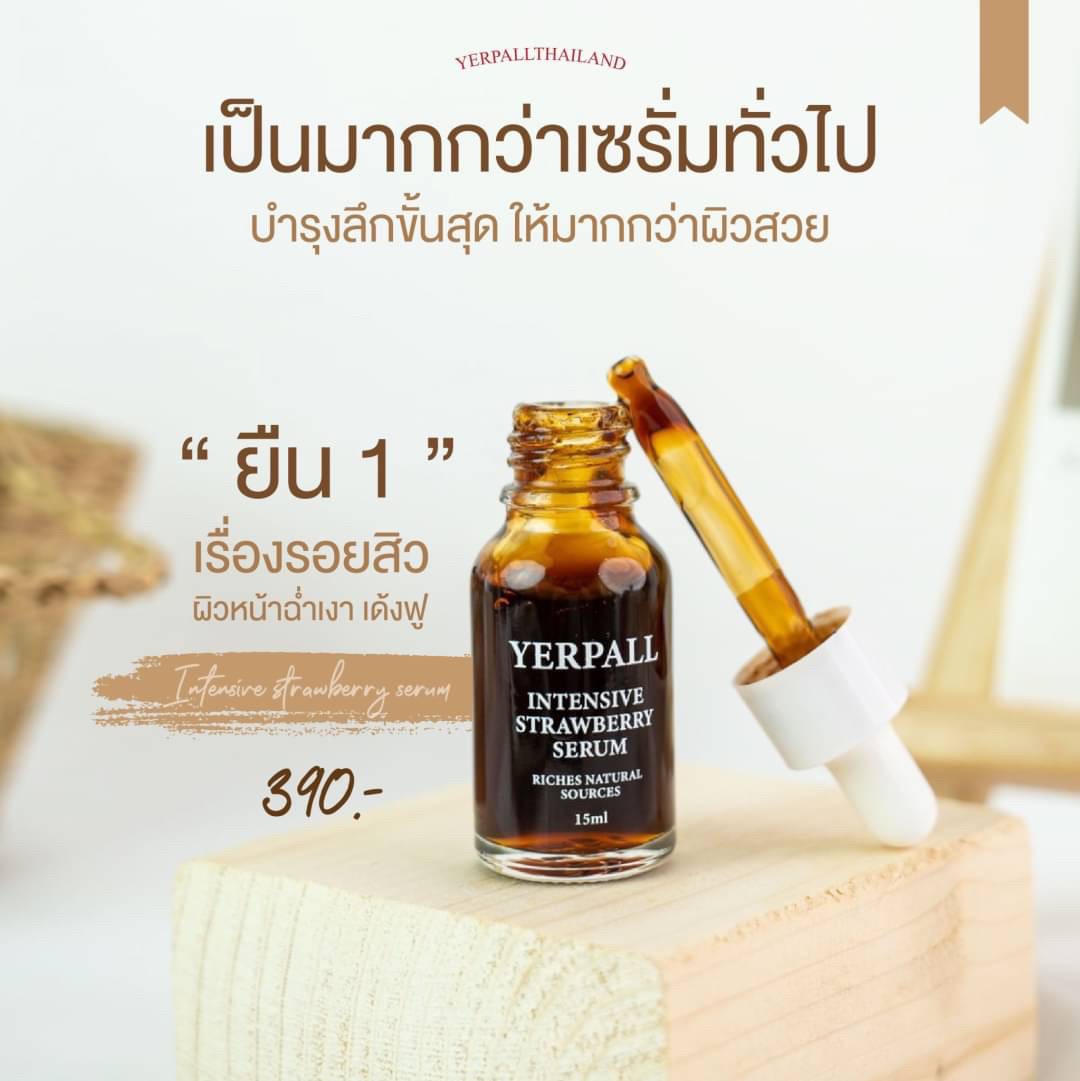 YERPALLTHAILAND
เป็นมากกว่าเซรั่มทั่วไป
บำรุงลึกขั้นสุด ให้มากกว่าผิวสวย
“ ยืน 1 ”
เรื่องรอยสิว
ผิวหน้าฉ่ำเงา เด้งฟู
Intensive strawberry serum
390.-
YERPALL
INTENSIVE
STRAWBERRY
SERUM
RICHES NATURAL
SOURCES
15ml